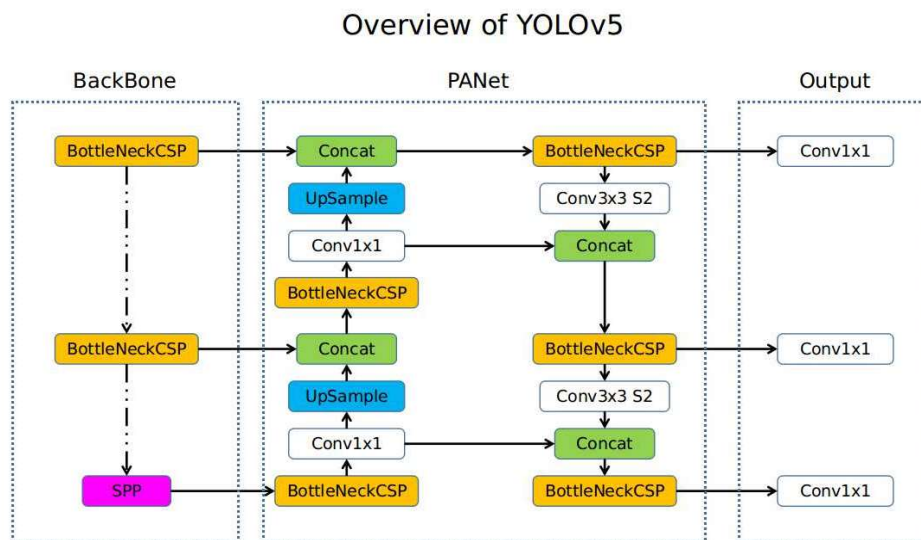 Overview of YOLOv5
BackBone
PANet
Output
BottleNeckCSP
Concat
BottleNeckCSP
Conv1x1
UpSample
Conv3x3 S2
Conv1x1
Concat
BottleNeckCSP
BottleNeckCSP
Concat
BottleNeckCSP
Conv1x1
UpSample
Conv3x3 S2
Conv1x1
Concat
SPP
BottleNeckCSP
BottleNeckCSP
Conv1x1